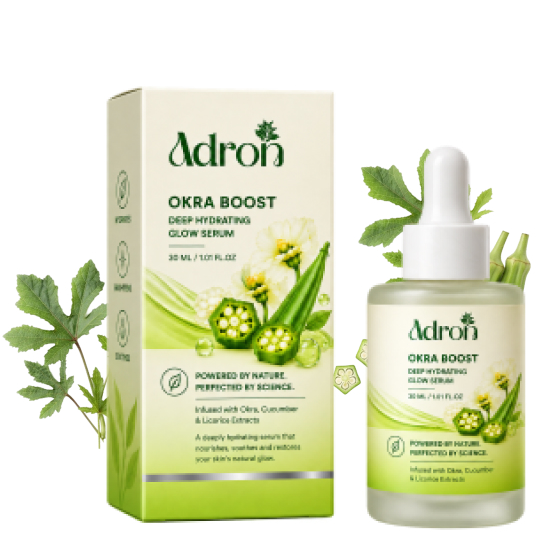 Adron
OKRA BOOST
DEEP HYDRATING
GLOW SERUM
30 ML / 1.01 FL.OZ
POWERED BY NATURE.
PERFECTED BY SCIENCE.
Infused with Okra, Cucumber
& Licorice Extracts
A deeply hydrating serum that
nourishes, soothes and restores
your skin's natural glow.
Adron
OKRA BOOST
DEEP HYDRATING
GLOW SERUM
30 ML / 1.01 FL.OZ
POWERED BY NATURE.
PERFECTED BY SCIENCE.
Infused with Okra, Cucumber
& Licorice Extracts